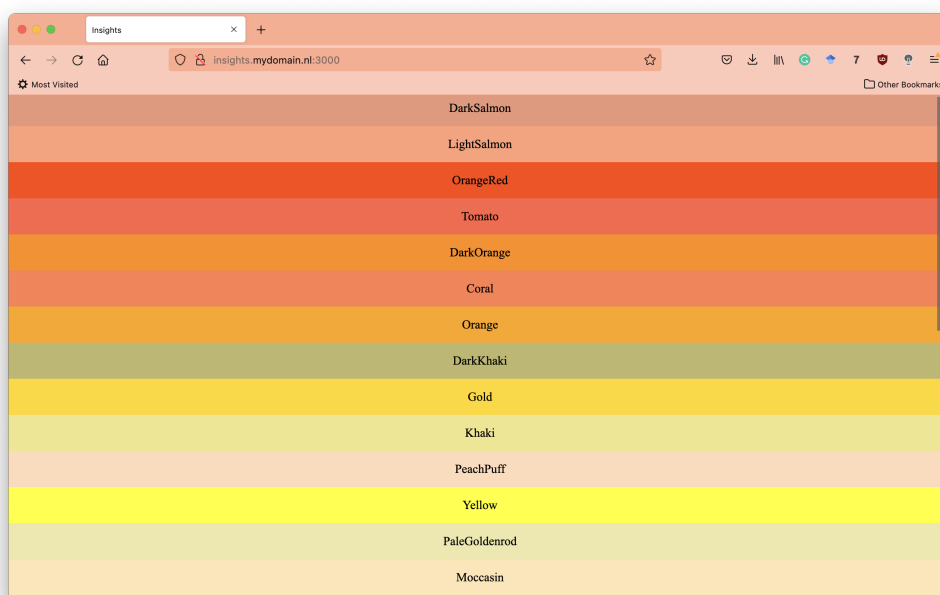 Insights
insights.mydomain.nl:3000
7
Most Visited
Other Bookmarks
DarkSalmon
LightSalmon
OrangeRed
Tomato
DarkOrange
Coral
Orange
DarkKhaki
Gold
Khaki
PeachPuff
Yellow
PaleGoldenrod
Moccasin